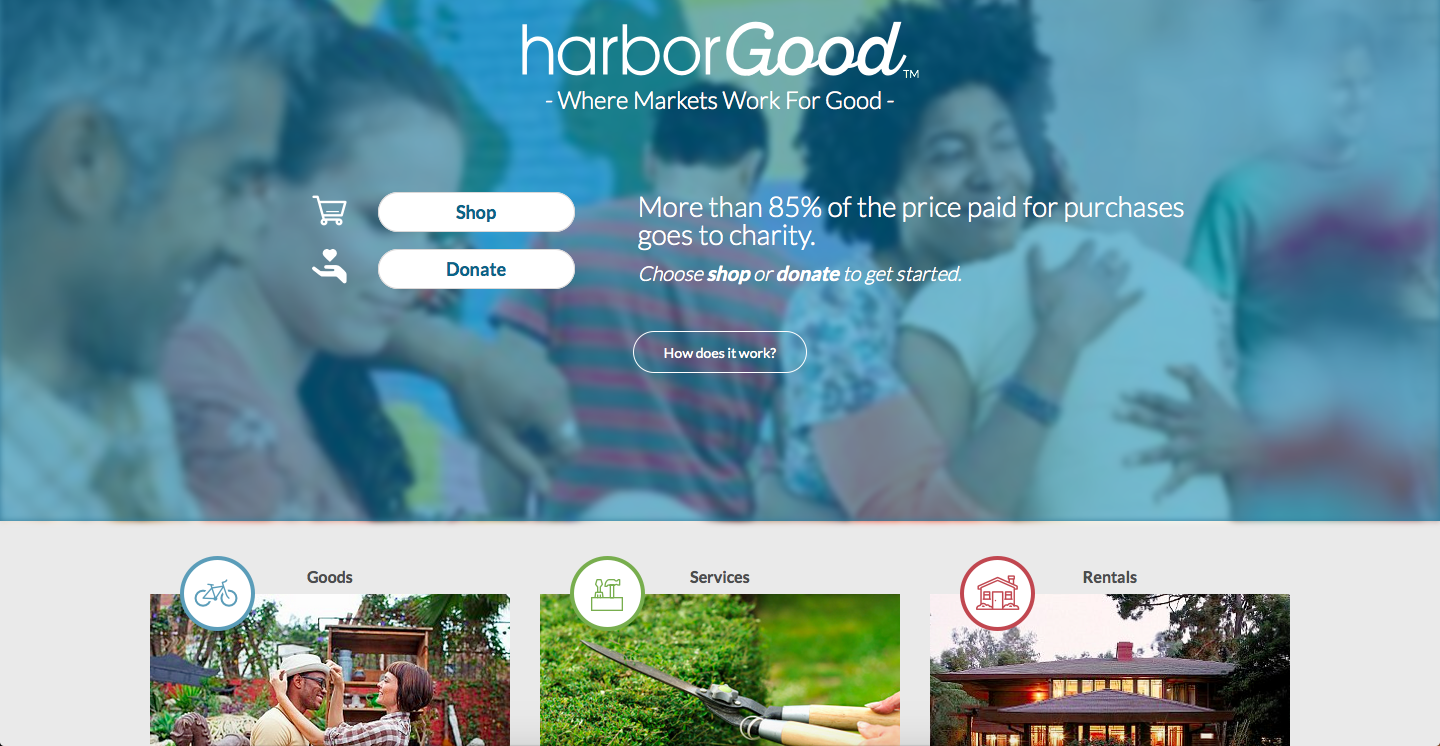 harborGood™
- Where Markets Work For Good -
Shop
Donate
More than 85% of the price paid for purchases
goes to charity.
Choose shop or donate to get started.
How does it work?
Goods
Services
Rentals